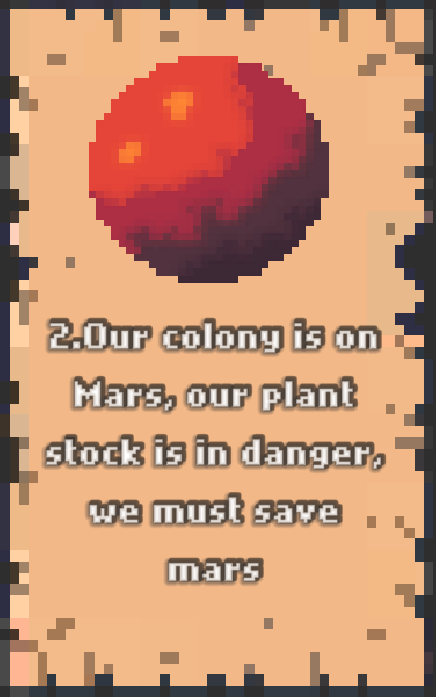 2.Our colony is on
Mars, our plant
stock is in danger,
we must save
mars